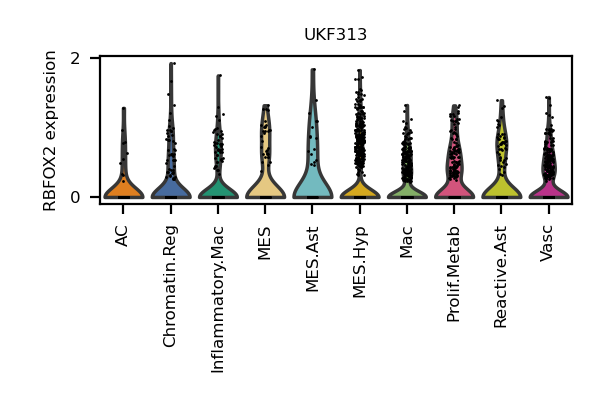 UKF313
RBFOX2 expression
2
0
AC
Chromatin.Reg
Inflammatory.Mac
MES
MES.Ast
MES.Hyp
Mac
Prolif.Metab
Reactive.Ast
Vasc